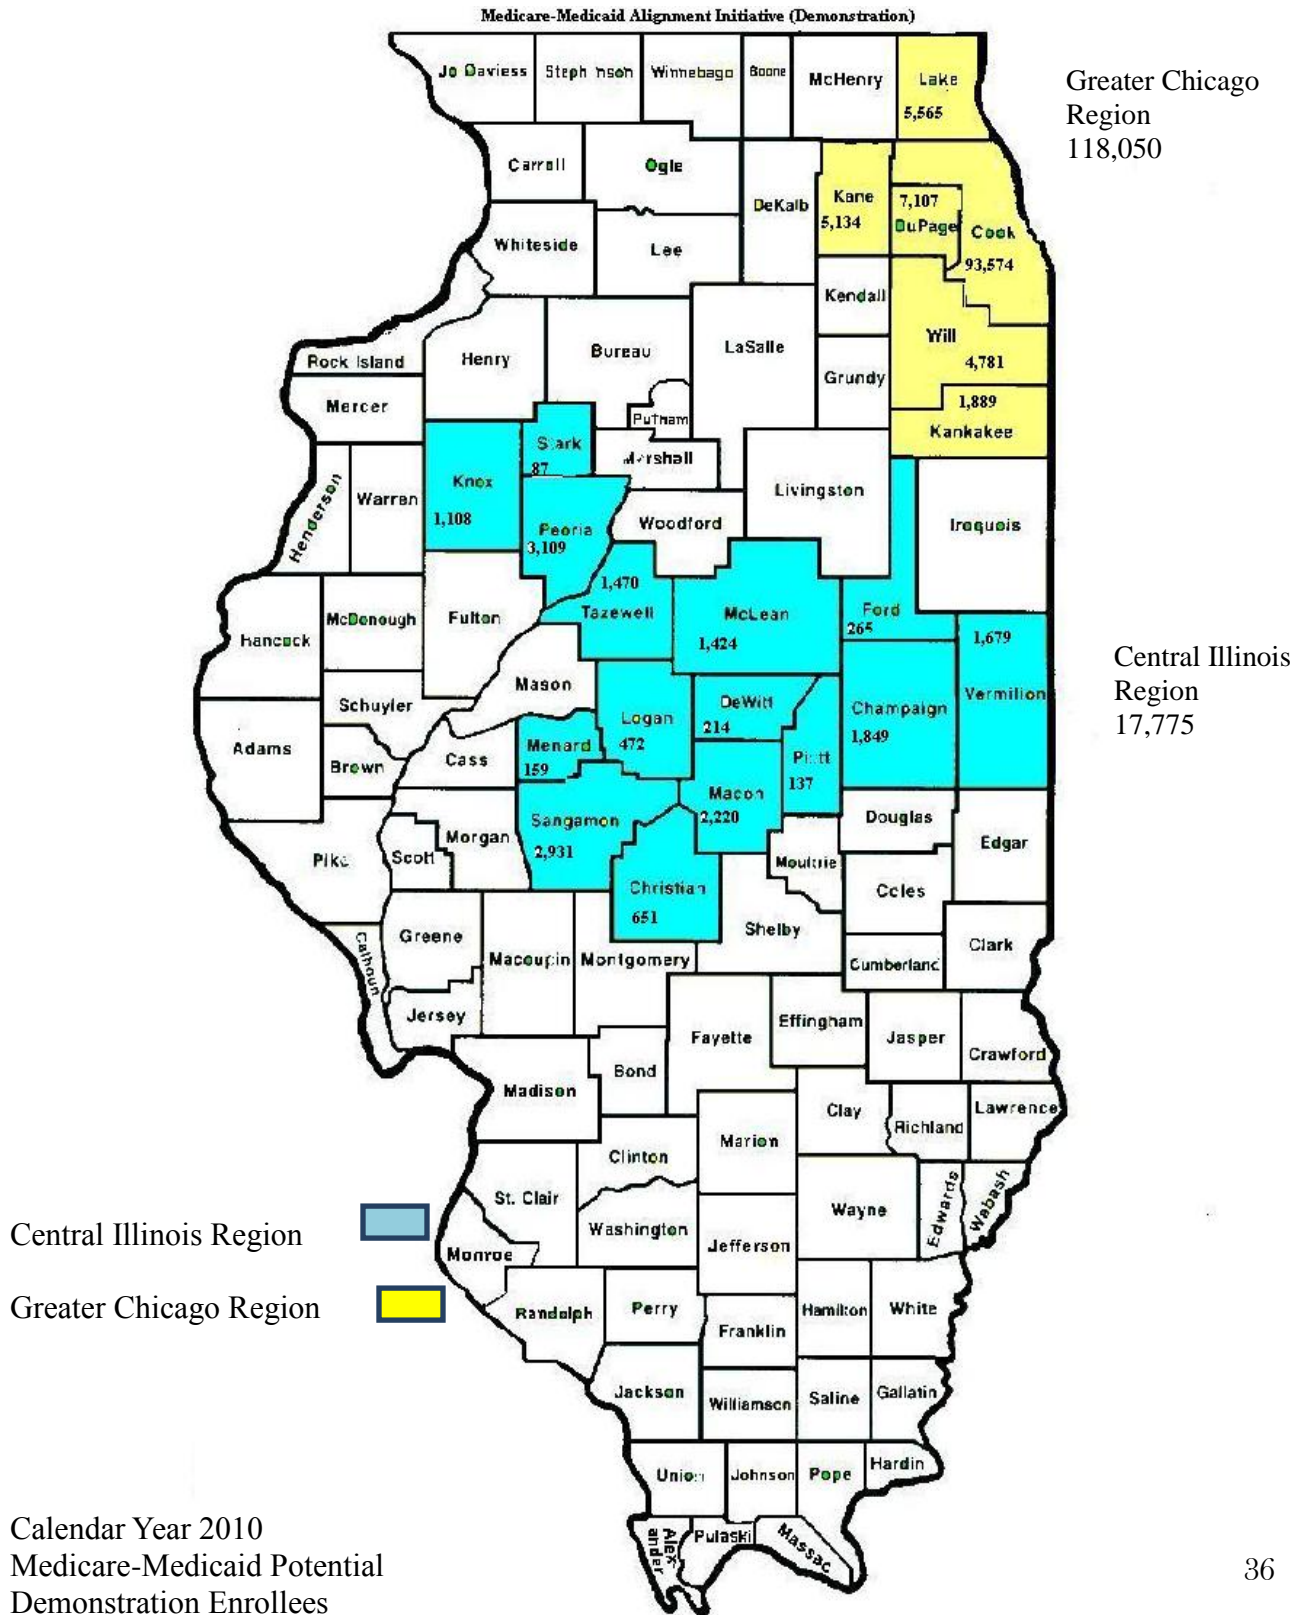 Medicare-Medicaid Alignment Initiative (Demonstration)
Jo Daviess
Winnebago
Boone
McHenry
Lake
5,565
Greater Chicago
Region
118,050
Carroll
Ogle
DeKalb
Kane
5,134
7,107
DuPage
Cook
93,574
Whiteside
Lee
Kendall
Will
4,781
Rock Island
Henry
Bureau
LaSalle
Grundy
1,889
Kankakee
Mercer
Putnam
Stark
87
Marshall
Henderson
Warren
Knox
1,108
Peoria
3,109
Woodford
Livingston
Iroquois
Hancock
McDonough
Fulton
1,470
Tazewell
McLean
1,424
Ford
265
1,679
Vermilion
Central Illinois
Region
17,775
Schuyler
Mason
Logan
472
DeWitt
214
Champaign
1,849
Adams
Brown
Cass
Menard
159
Macon
2,220
Piatt
137
Pike
Scott
Morgan
Sangamon
2,931
Christian
651
Moultrie
Douglas
Edgar
Coles
Shelby
Calhoun
Greene
Macoupin
Montgomery
Cumberland
Clark
Jersey
Fayette
Effingham
Jasper
Crawford
Madison
Bond
Clay
Richland
Lawrence
Clinton
Marion
St. Clair
Washington
Wayne
Edwards
Wabash
Central Illinois Region
Monroe
Jefferson
Greater Chicago Region
Randolph
Perry
Franklin
Hamilton
White
Jackson
Williamson
Saline
Gallatin
Union
Johnson
Pope
Hardin
Alex-
ander
Pulaski
Massac
Calendar Year 2010
Medicare-Medicaid Potential
Demonstration Enrollees
36